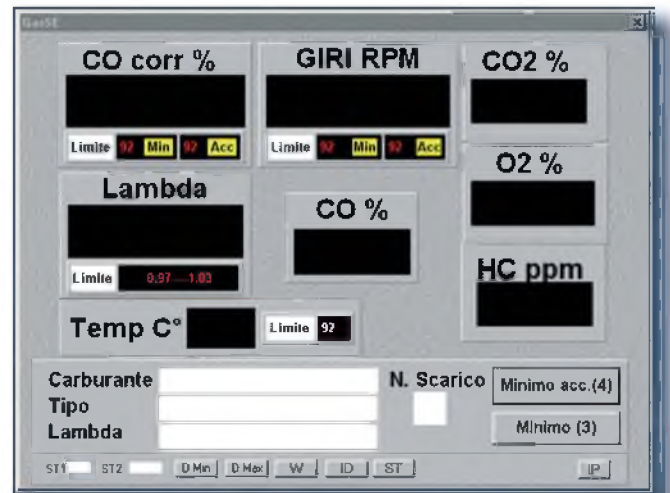 GasSE
CO corr %
GIRI RPM
CO2 %
Limite 92 Min 92 Acc
Limite 92 Min 92 Acc
O2 %
Lambda
CO %
Limite 0.97 --- 1.03
HC ppm
Temp C°
Limite 92
Carburante
N. Scarico
Minimo acc.(4)
Tipo
Lambda
Minimo (3)
ST1
ST2
D Min
D Max
W
ID
ST
IP